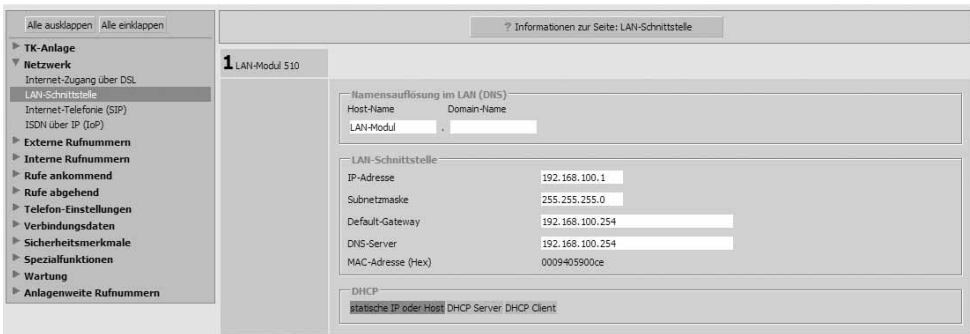 Alle ausklappen Alle einklappen
TK-Anlage
Netzwerk
Internet-Zugang über DSL
LAN-Schnittstelle
Internet-Telefonie (SIP)
ISDN über IP (IoP)
Externe Rufnummern
Interne Rufnummern
Rufe ankommend
Rufe abgehend
Telefon-Einstellungen
Verbindungsdaten
Sicherheitsmerkmale
Spezialfunktionen
Wartung
Anlagenweite Rufnummern
? Informationen zur Seite: LAN-Schnittstelle
1 LAN-Modul 510
Namensauflösung im LAN (DNS)
Host-Name Domain-Name
LAN-Modul .
LAN-Schnittstelle
IP-Adresse 192.168.100.1
Subnetzmaske 255.255.255.0
Default-Gateway 192.168.100.254
DNS-Server 192.168.100.254
MAC-Adresse (Hex) 0009405900ce
DHCP
statische IP oder Host DHCP Server DHCP Client